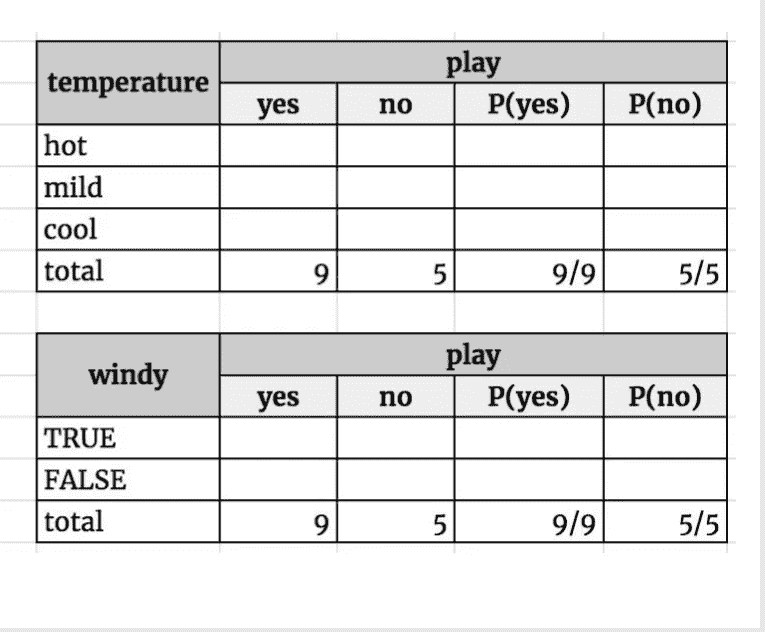 temperature play
yes no P(yes) P(no)
hot
mild
cool
total 9 5 9/9 5/5
windy play
yes no P(yes) P(no)
TRUE
FALSE
total 9 5 9/9 5/5